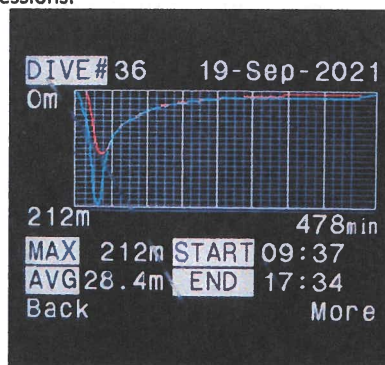 essions.
DIVE# 36 19-Sep-2021
0m
212m 478min
MAX 212m START 09:37
AVG 28.4m END 17:34
Back More